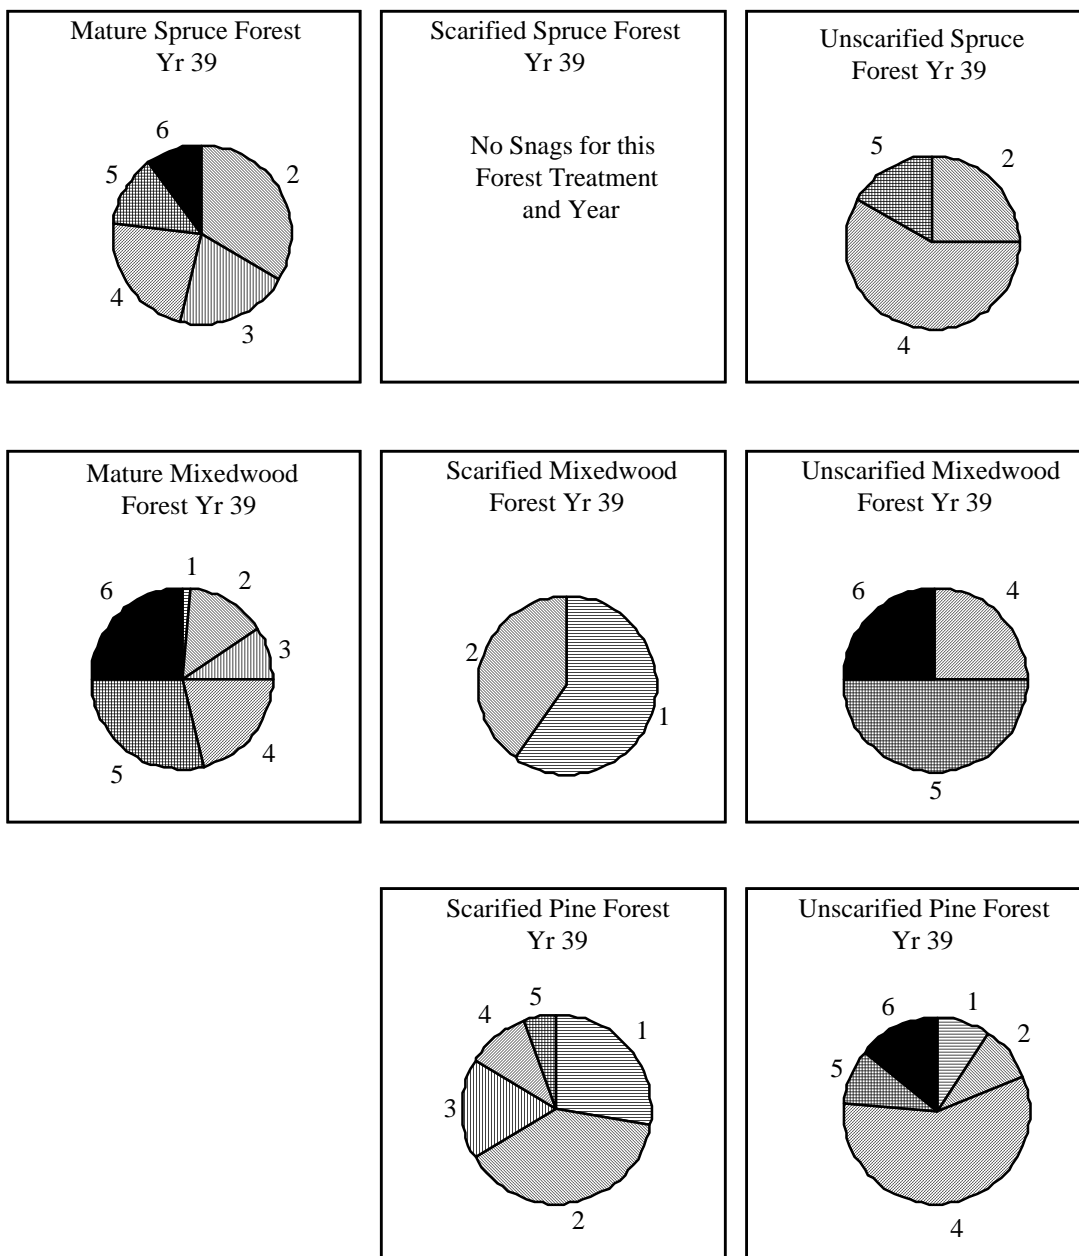 Mature Spruce Forest
Yr 39
6
5
2
4
3
Scarified Spruce Forest
Yr 39
No Snags for this
Forest Treatment
and Year
Unscarified Spruce
Forest Yr 39
5
2
4
Mature Mixedwood
Forest Yr 39
1
2
6
3
4
5
Scarified Mixedwood
Forest Yr 39
2
1
Unscarified Mixedwood
Forest Yr 39
6
4
5
Scarified Pine Forest
Yr 39
5
4
1
3
2
Unscarified Pine Forest
Yr 39
6
1
2
5
4